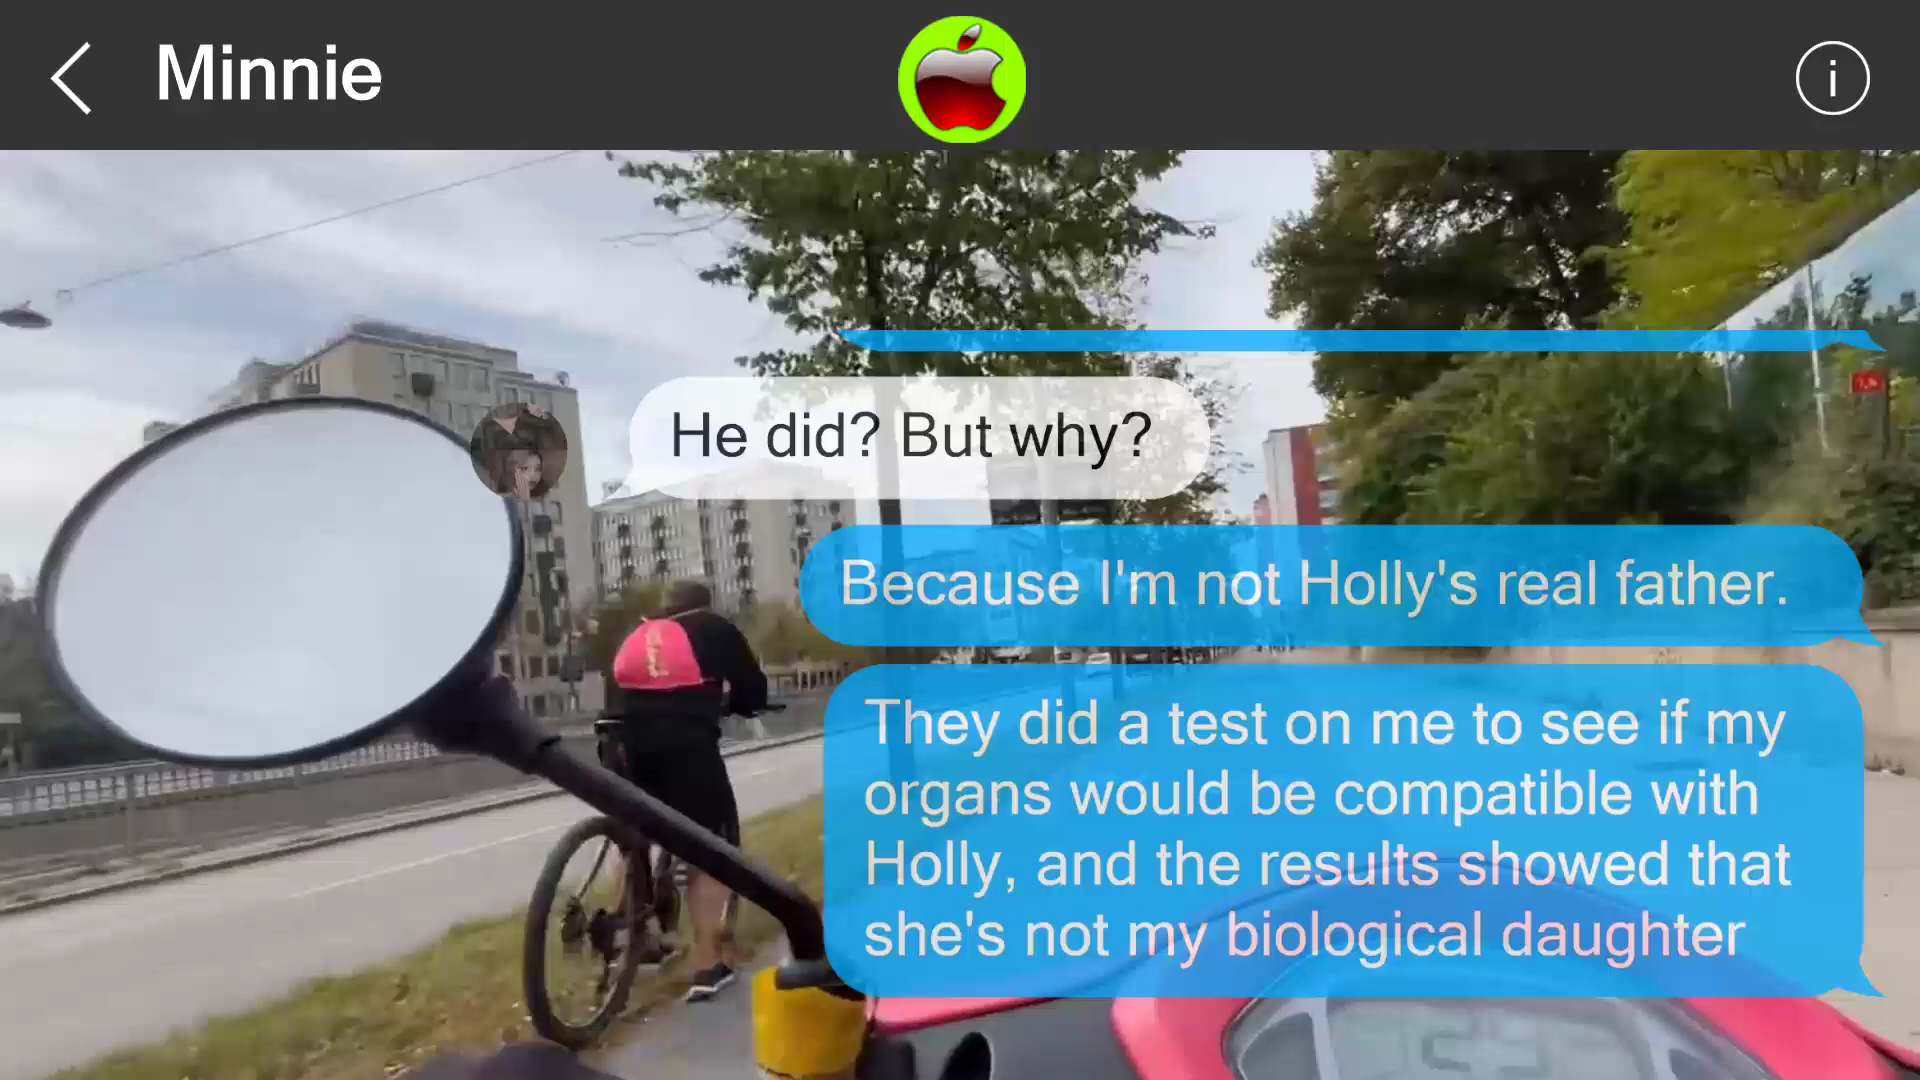 Minnie
He did? But why?
Because I'm not Holly's real father.
They did a test on me to see if my
organs would be compatible with
Holly, and the results showed that
she's not my biological daughter